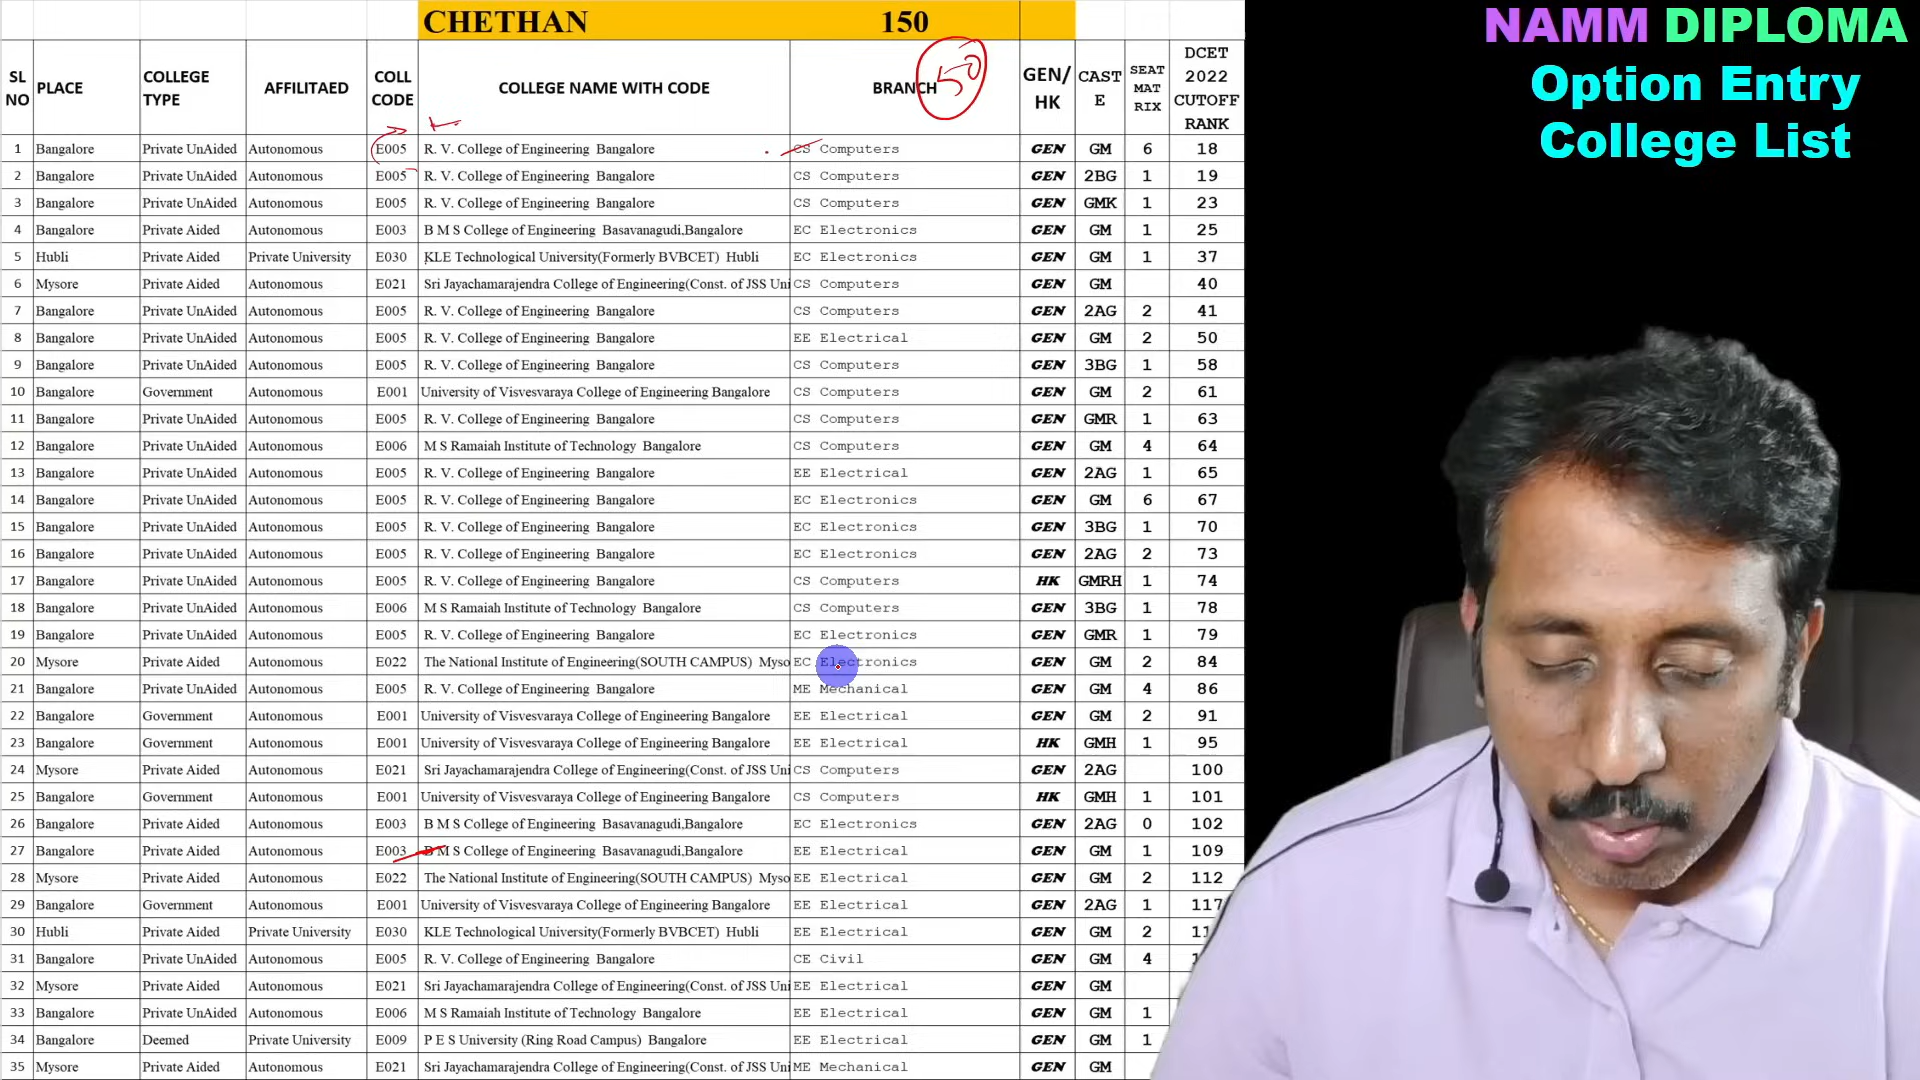 CHETHAN 150
NAMM DIPLOMA
Option Entry
College List
50
SL NO PLACE COLLEGE TYPE AFFILITAED COLL CODE COLLEGE NAME WITH CODE BRANCH GEN/ HK CAST E SEAT MAT RIX DCET 2022 CUTOFF RANK
1 Bangalore Private UnAided Autonomous E005 R. V. College of Engineering Bangalore CS Computers GEN GM 6 18
2 Bangalore Private UnAided Autonomous E005 R. V. College of Engineering Bangalore CS Computers GEN 2BG 1 19
3 Bangalore Private UnAided Autonomous E005 R. V. College of Engineering Bangalore CS Computers GEN GMK 1 23
4 Bangalore Private Aided Autonomous E003 B M S College of Engineering Basavanagudi,Bangalore EC Electronics GEN GM 1 25
5 Hubli Private Aided Private University E030 KLE Technological University(Formerly BVBCET) Hubli EC Electronics GEN GM 1 37
6 Mysore Private Aided Autonomous E021 Sri Jayachamarajendra College of Engineering(Const. of JSS Uni CS Computers GEN GM 40
7 Bangalore Private UnAided Autonomous E005 R. V. College of Engineering Bangalore CS Computers GEN 2AG 2 41
8 Bangalore Private UnAided Autonomous E005 R. V. College of Engineering Bangalore EE Electrical GEN GM 2 50
9 Bangalore Private UnAided Autonomous E005 R. V. College of Engineering Bangalore CS Computers GEN 3BG 1 58
10 Bangalore Government Autonomous E001 University of Visvesvaraya College of Engineering Bangalore CS Computers GEN GM 2 61
11 Bangalore Private UnAided Autonomous E005 R. V. College of Engineering Bangalore CS Computers GEN GMR 1 63
12 Bangalore Private UnAided Autonomous E006 M S Ramaiah Institute of Technology Bangalore CS Computers GEN GM 4 64
13 Bangalore Private UnAided Autonomous E005 R. V. College of Engineering Bangalore EE Electrical GEN 2AG 1 65
14 Bangalore Private UnAided Autonomous E005 R. V. College of Engineering Bangalore EC Electronics GEN GM 6 67
15 Bangalore Private UnAided Autonomous E005 R. V. College of Engineering Bangalore EC Electronics GEN 3BG 1 70
16 Bangalore Private UnAided Autonomous E005 R. V. College of Engineering Bangalore EC Electronics GEN 2AG 2 73
17 Bangalore Private UnAided Autonomous E005 R. V. College of Engineering Bangalore CS Computers HK GMRH 1 74
18 Bangalore Private UnAided Autonomous E006 M S Ramaiah Institute of Technology Bangalore CS Computers GEN 3BG 1 78
19 Bangalore Private UnAided Autonomous E005 R. V. College of Engineering Bangalore EC Electronics GEN GMR 1 79
20 Mysore Private Aided Autonomous E022 The National Institute of Engineering(SOUTH CAMPUS) Myso EC Electronics GEN GM 2 84
21 Bangalore Private UnAided Autonomous E005 R. V. College of Engineering Bangalore ME Mechanical GEN GM 4 86
22 Bangalore Government Autonomous E001 University of Visvesvaraya College of Engineering Bangalore EE Electrical GEN GM 2 91
23 Bangalore Government Autonomous E001 University of Visvesvaraya College of Engineering Bangalore EE Electrical HK GMH 1 95
24 Mysore Private Aided Autonomous E021 Sri Jayachamarajendra College of Engineering(Const. of JSS Uni CS Computers GEN 2AG 100
25 Bangalore Government Autonomous E001 University of Visvesvaraya College of Engineering Bangalore CS Computers HK GMH 1 101
26 Bangalore Private Aided Autonomous E003 B M S College of Engineering Basavanagudi,Bangalore EC Electronics GEN 2AG 0 102
27 Bangalore Private Aided Autonomous E003 B M S College of Engineering Basavanagudi,Bangalore EE Electrical GEN GM 1 109
28 Mysore Private Aided Autonomous E022 The National Institute of Engineering(SOUTH CAMPUS) Myso EE Electrical GEN GM 2 112
29 Bangalore Government Autonomous E001 University of Visvesvaraya College of Engineering Bangalore EE Electrical GEN 2AG 1 117
30 Hubli Private Aided Private University E030 KLE Technological University(Formerly BVBCET) Hubli EE Electrical GEN GM 2
31 Bangalore Private UnAided Autonomous E005 R. V. College of Engineering Bangalore CE Civil GEN GM 4
32 Mysore Private Aided Autonomous E021 Sri Jayachamarajendra College of Engineering(Const. of JSS Uni EE Electrical GEN GM
33 Bangalore Private UnAided Autonomous E006 M S Ramaiah Institute of Technology Bangalore EE Electrical GEN GM 1
34 Bangalore Deemed Private University E009 P E S University (Ring Road Campus) Bangalore EE Electrical GEN GM 1
35 Mysore Private Aided Autonomous E021 Sri Jayachamarajendra College of Engineering(Const. of JSS Uni ME Mechanical GEN GM